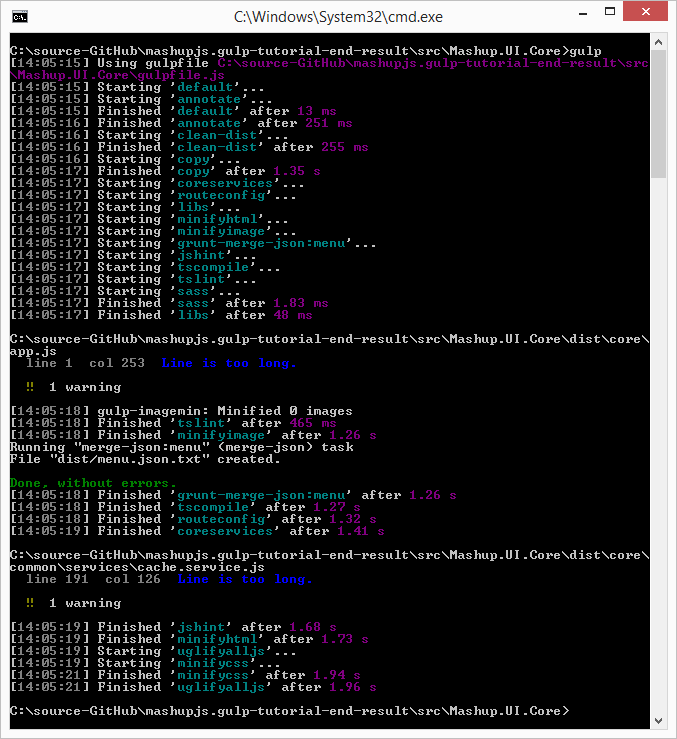 C:\Windows\System32\cmd.exe
C:\source-GitHub\mashupjs.gulp-tutorial-end-result\src\Mashup.UI.Core>gulp
[14:05:15] Using gulpfile C:\source-GitHub\mashupjs.gulp-tutorial-end-result\src
\Mashup.UI.Core\gulpfile.js
[14:05:15] Starting 'default'...
[14:05:15] Starting 'annotate'...
[14:05:15] Finished 'default' after 13 ms
[14:05:16] Finished 'annotate' after 251 ms
[14:05:16] Starting 'clean-dist'...
[14:05:16] Finished 'clean-dist' after 255 ms
[14:05:16] Starting 'copy'...
[14:05:17] Finished 'copy' after 1.35 s
[14:05:17] Starting 'coreservices'...
[14:05:17] Starting 'routeconfig'...
[14:05:17] Starting 'libs'...
[14:05:17] Starting 'minifyhtml'...
[14:05:17] Starting 'minifyimage'...
[14:05:17] Starting 'grunt-merge-json:menu'...
[14:05:17] Starting 'jshint'...
[14:05:17] Starting 'tscompile'...
[14:05:17] Starting 'tslint'...
[14:05:17] Starting 'sass'...
[14:05:17] Finished 'sass' after 1.83 ms
[14:05:17] Finished 'libs' after 48 ms
C:\source-GitHub\mashupjs.gulp-tutorial-end-result\src\Mashup.UI.Core\dist\core\
app.js
line 1  col 253  Line is too long.
‼  1 warning
[14:05:18] gulp-imagemin: Minified 0 images
[14:05:18] Finished 'tslint' after 465 ms
[14:05:18] Finished 'minifyimage' after 1.26 s
Running "merge-json:menu" (merge-json) task
File "dist/menu.json.txt" created.
Done, without errors.
[14:05:18] Finished 'grunt-merge-json:menu' after 1.26 s
[14:05:18] Finished 'tscompile' after 1.27 s
[14:05:18] Finished 'routeconfig' after 1.32 s
[14:05:19] Finished 'coreservices' after 1.41 s
C:\source-GitHub\mashupjs.gulp-tutorial-end-result\src\Mashup.UI.Core\dist\core\
common\services\cache.service.js
line 191  col 126  Line is too long.
‼  1 warning
[14:05:19] Finished 'jshint' after 1.68 s
[14:05:19] Finished 'minifyhtml' after 1.73 s
[14:05:19] Starting 'uglifyalljs'...
[14:05:19] Starting 'minifycss'...
[14:05:21] Finished 'minifycss' after 1.94 s
[14:05:21] Finished 'uglifyalljs' after 1.96 s
C:\source-GitHub\mashupjs.gulp-tutorial-end-result\src\Mashup.UI.Core>